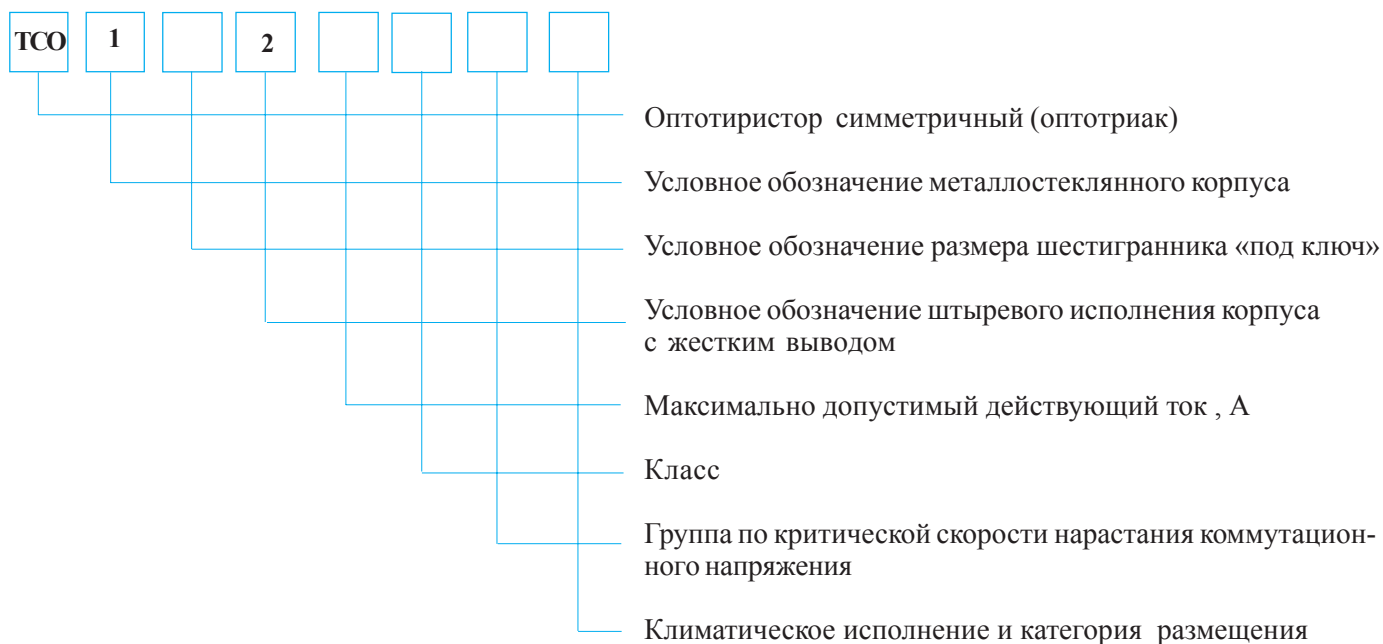 ТСО 1 2
Оптотиристор симметричный (оптотриак)
Условное обозначение металлостеклянного корпуса
Условное обозначение размера шестигранника «под ключ»
Условное обозначение штыревого исполнения корпуса
с жестким выводом
Максимально допустимый действующий ток , А
Класс
Группа по критической скорости нарастания коммутацион-
ного напряжения
Климатическое исполнение и категория размещения